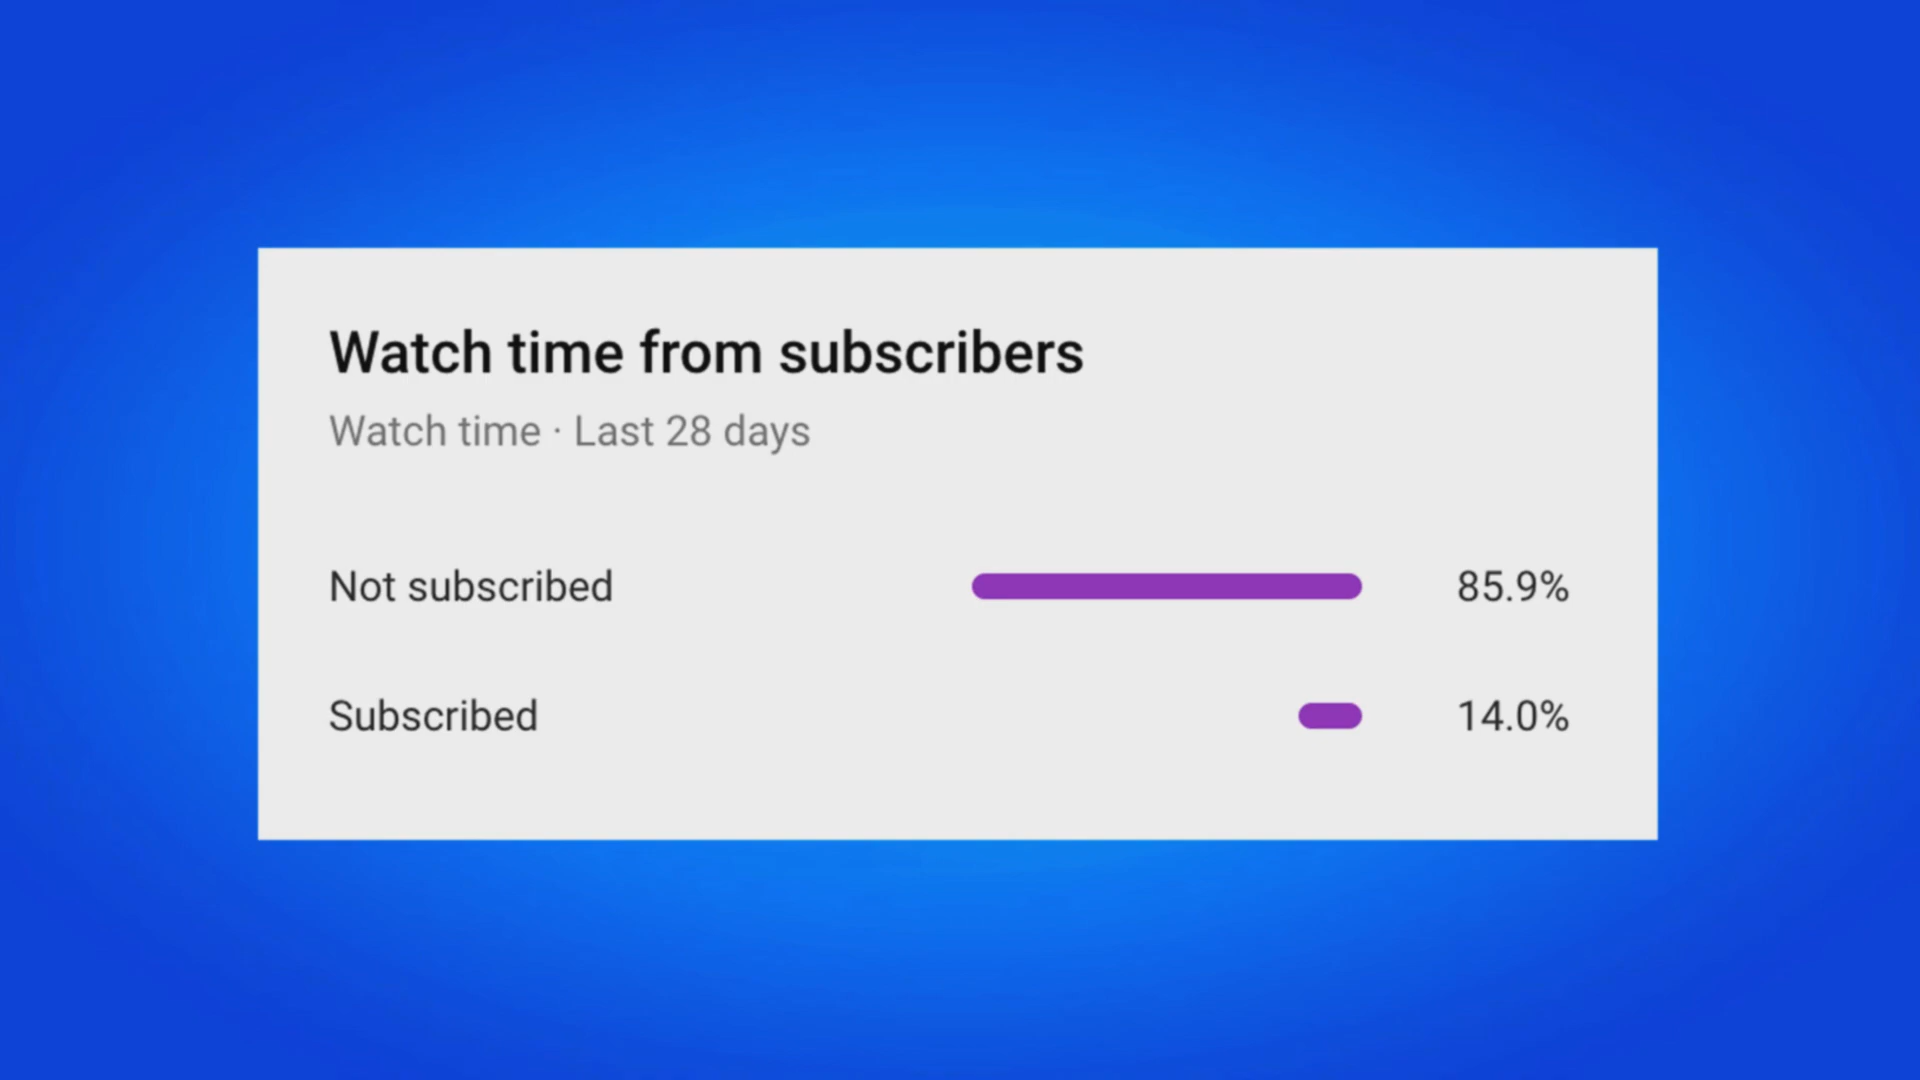 Watch time from subscribers
Watch time · Last 28 days
Not subscribed 85.9%
Subscribed 14.0%